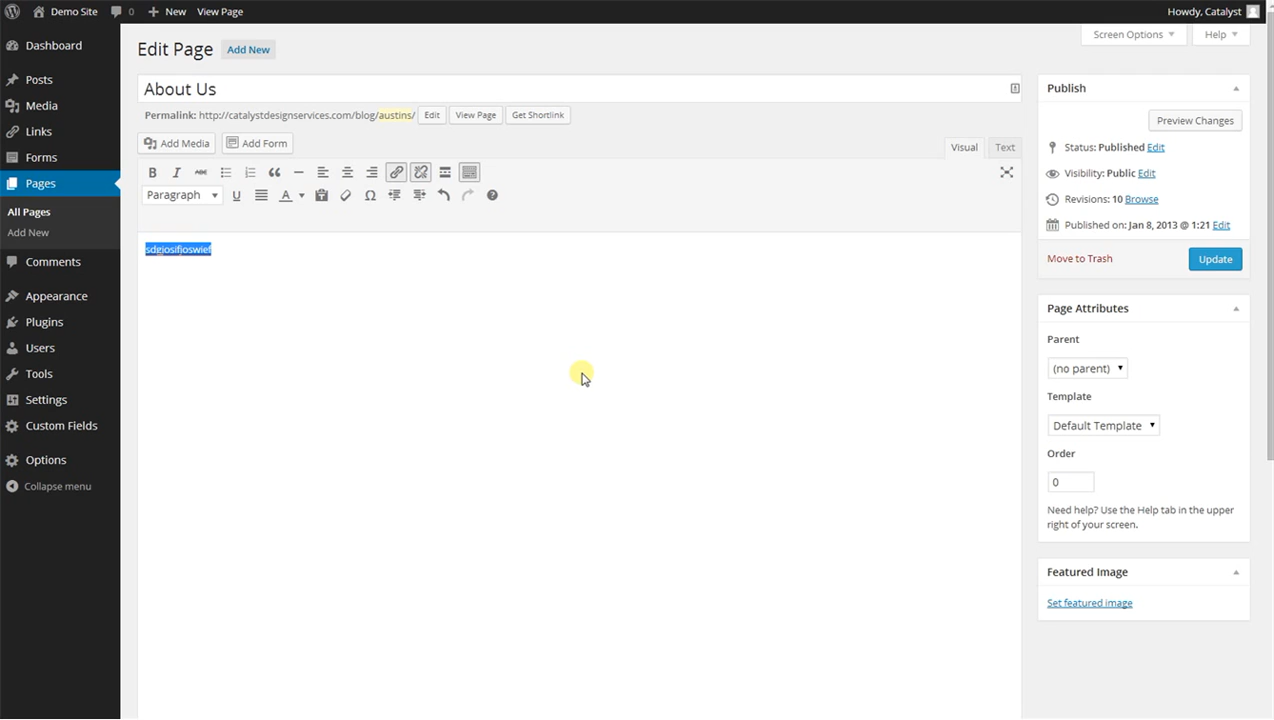 Demo Site 0 New View Page Howdy, Catalyst
Screen Options Help
Dashboard
Posts
Media
Links
Forms
Pages
All Pages
Add New
Comments
Appearance
Plugins
Users
Tools
Settings
Custom Fields
Options
Collapse menu
Edit Page Add New
About Us
Permalink: http://catalystdesignservices.com/blog/austins/ Edit View Page Get Shortlink
Add Media Add Form Visual Text
B I ABC
Paragraph U A Ω
sdgjosifjoswief
Publish
Preview Changes
Status: Published Edit
Visibility: Public Edit
Revisions: 10 Browse
Published on: Jan 8, 2013 @ 1:21 Edit
Move to Trash Update
Page Attributes
Parent
(no parent)
Template
Default Template
Order
0
Need help? Use the Help tab in the upper
right of your screen.
Featured Image
Set featured image